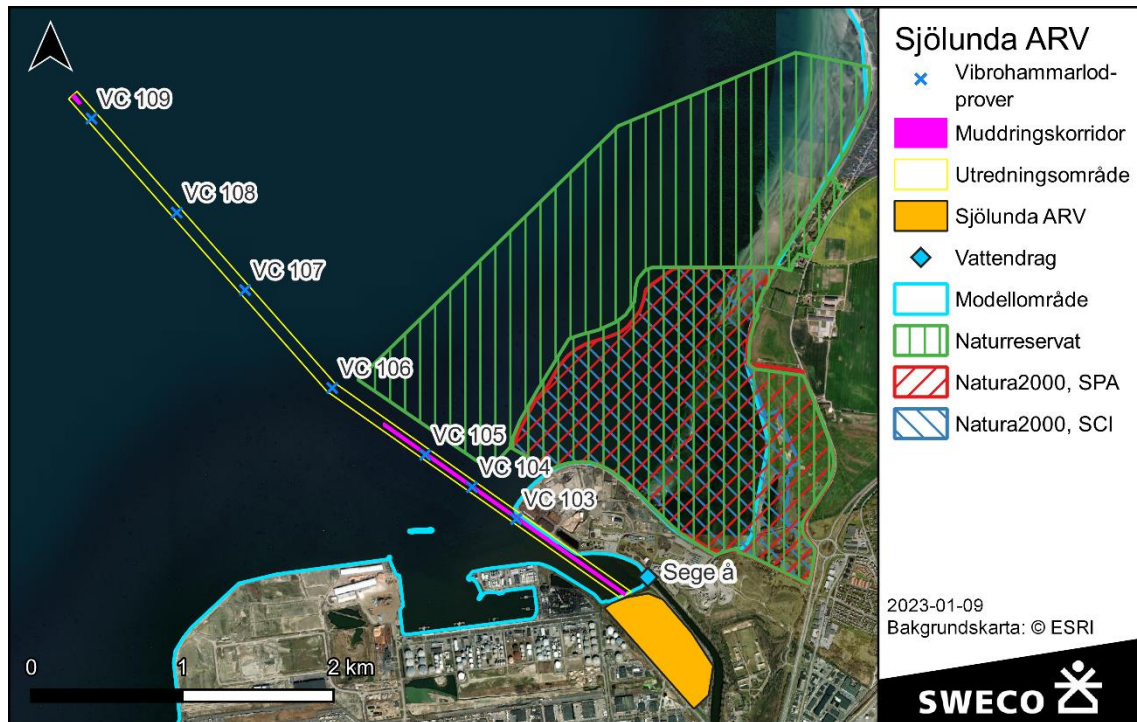 VC 109
VC 108
VC 107
VC 106
VC 105
VC 104
VC 103
Sege å
0
1
2 km
Sjölunda ARV
Vibrohammarlod-
prover
Muddringskorridor
Utredningsområde
Sjölunda ARV
Vattendrag
Modellområde
Naturreservat
Natura2000, SPA
Natura2000, SCI
2023-01-09
Bakgrundskarta: © ESRI
SWECO